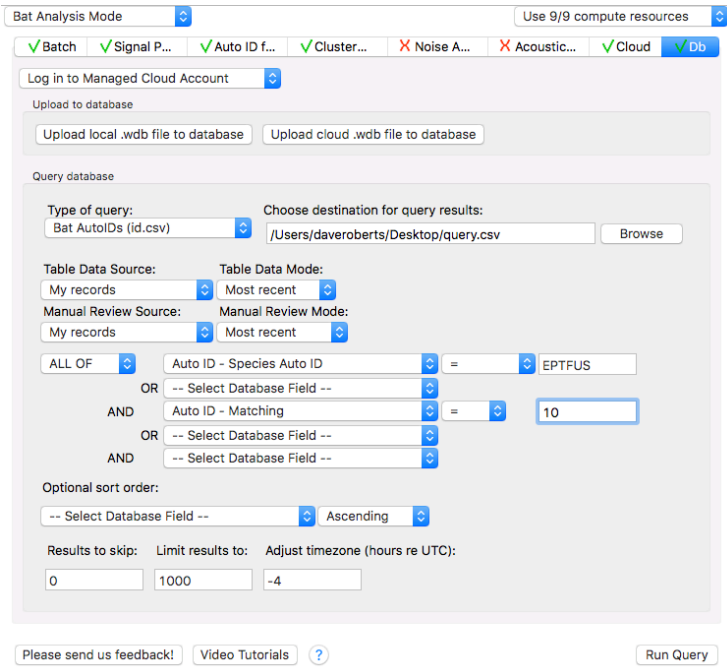 Bat Analysis Mode Use 9/9 compute resources
Batch Signal P... Auto ID f... Cluster... Noise A... Acoustic... Cloud Db
Log in to Managed Cloud Account
Upload to database
Upload local .wdb file to database Upload cloud .wdb file to database
Query database
Type of query: Choose destination for query results:
Bat AutoIDs (id.csv) /Users/daveroberts/Desktop/query.csv Browse
Table Data Source: Table Data Mode:
My records Most recent
Manual Review Source: Manual Review Mode:
My records Most recent
ALL OF Auto ID - Species Auto ID = EPTFUS
OR -- Select Database Field --
AND Auto ID - Matching = 10
OR -- Select Database Field --
AND -- Select Database Field --
Optional sort order:
-- Select Database Field -- Ascending
Results to skip: Limit results to: Adjust timezone (hours re UTC):
0 1000 -4
Please send us feedback! Video Tutorials ? Run Query